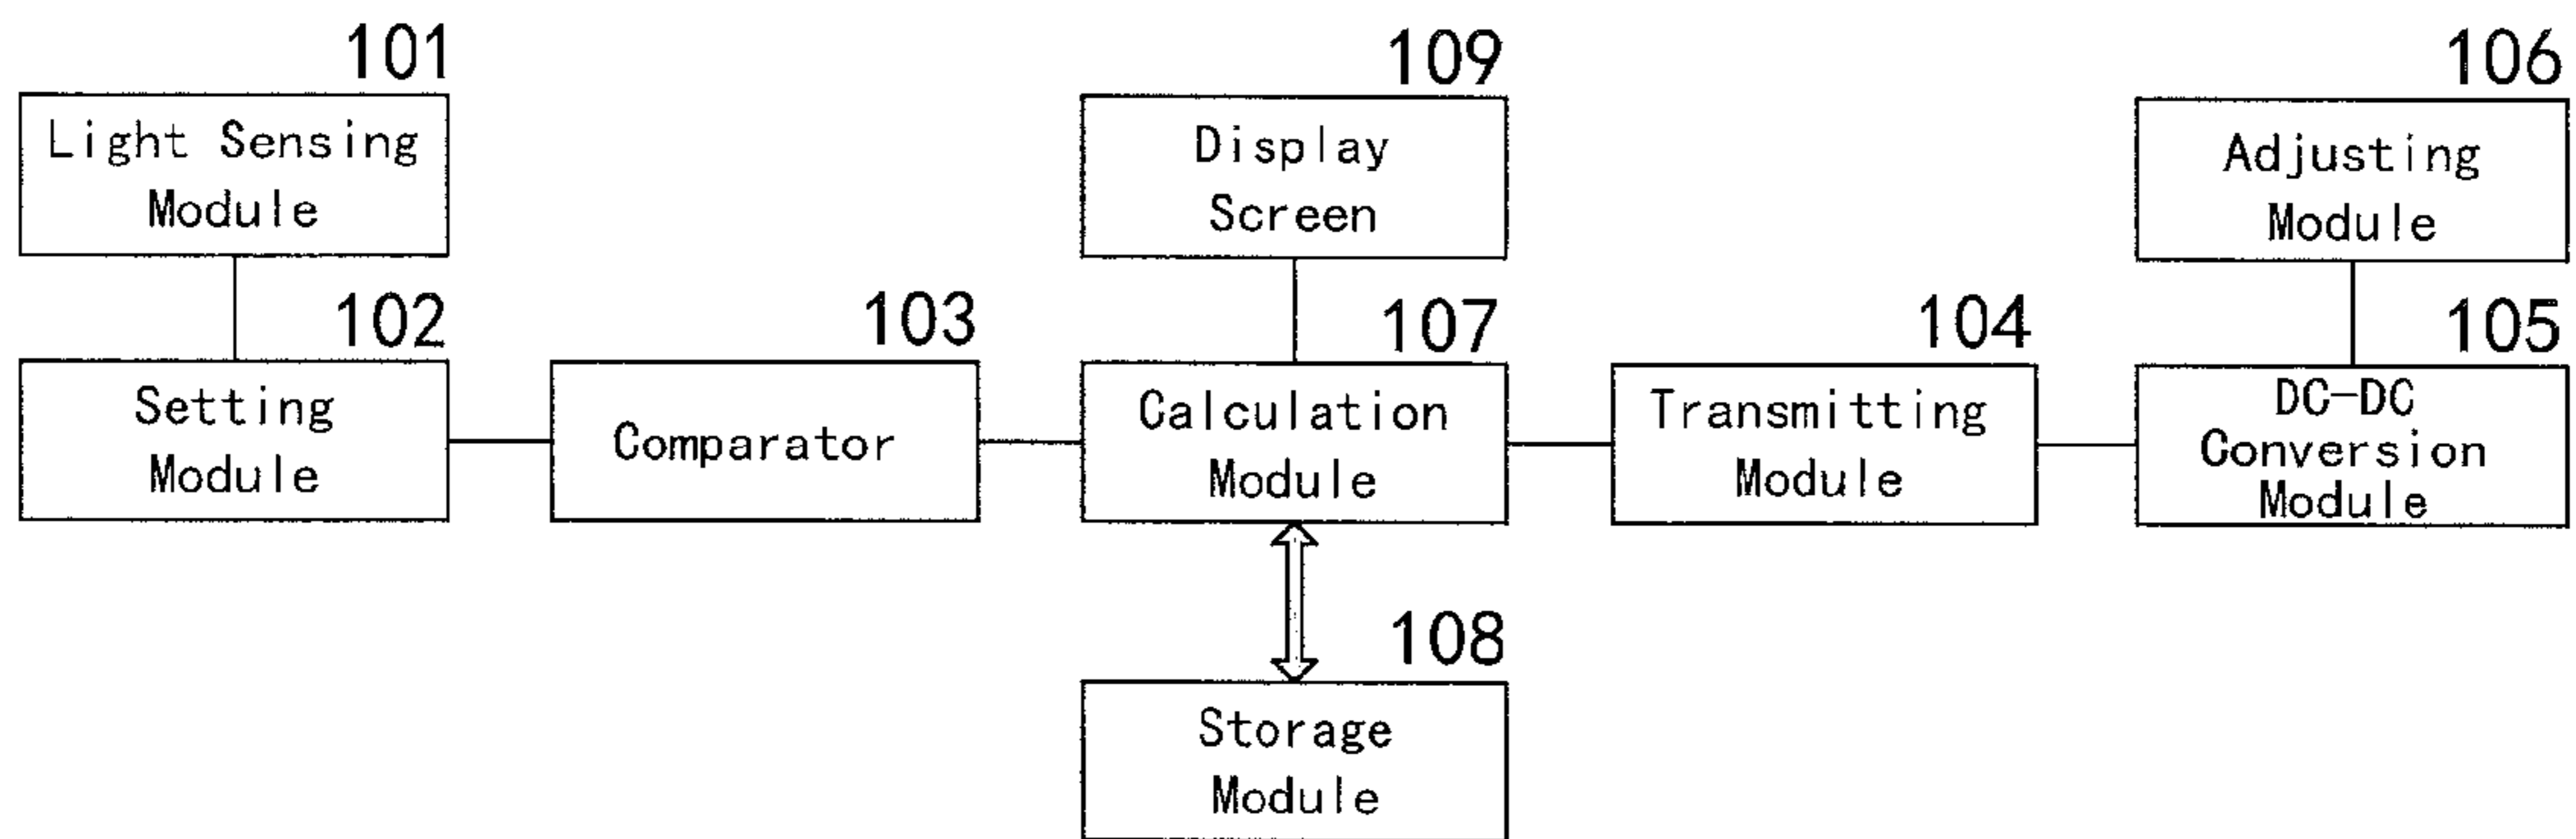 101
Light Sensing
Module
109
Display
Screen
106
Adjusting
Module
102
Setting
Module
103
Comparator
107
Calculation
Module
104
Transmitting
Module
105
DC-DC
Conversion
Module
108
Storage
Module